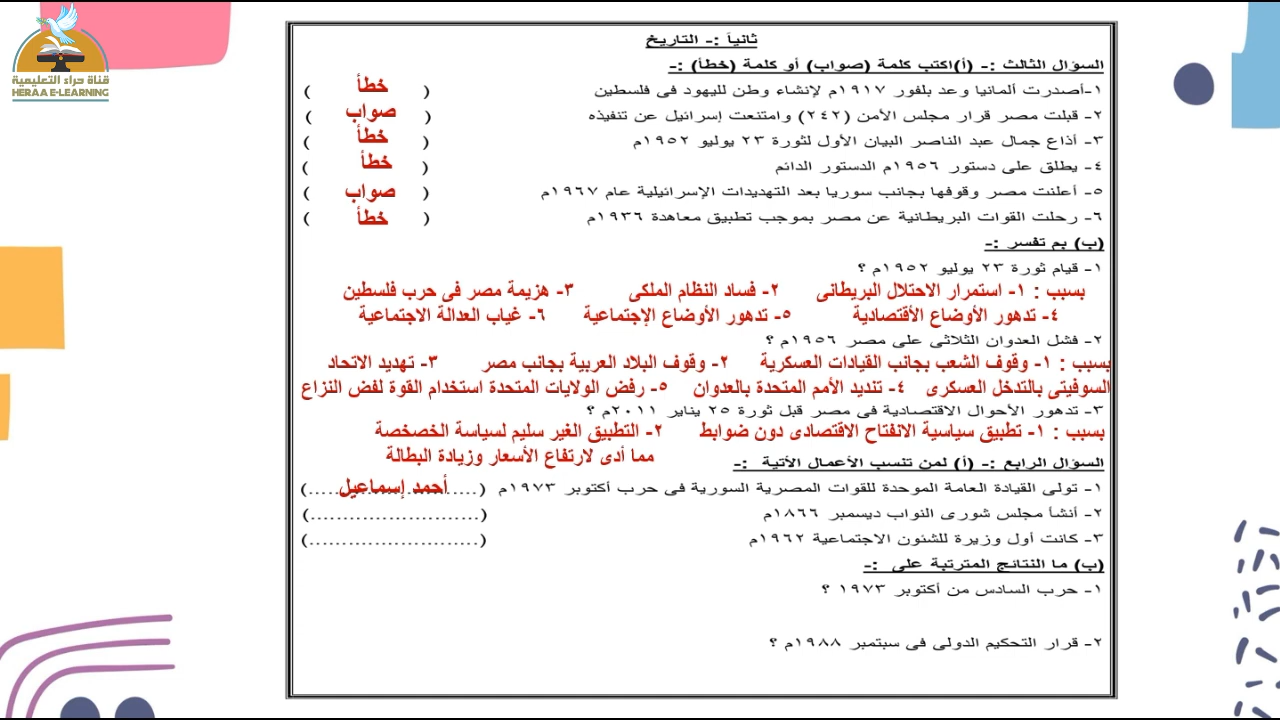 قناة حراء التعليمية
HERAA E-LEARNING
ثانياً :- التاريخ
السؤال الثالث :- (أ)اكتب كلمة (صواب) أو كلمة (خطأ) :-
١-أصدرت ألمانيا وعد بلفور ١٩١٧م لإنشاء وطن لليهود فى فلسطين ( خطأ )
٢- قبلت مصر قرار مجلس الأمن (٢٤٢) وامتنعت إسرائيل عن تنفيذه ( صواب )
٣- أذاع جمال عبد الناصر البيان الأول لثورة ٢٣ يوليو ١٩٥٢م ( خطأ )
٤- يطلق على دستور ١٩٥٦م الدستور الدائم ( خطأ )
٥- أعلنت مصر وقوفها بجانب سوريا بعد التهديدات الإسرائيلية عام ١٩٦٧م ( صواب )
٦- رحلت القوات البريطانية عن مصر بموجب تطبيق معاهدة ١٩٣٦م ( خطأ )
(ب) بم تفسر :-
١- قيام ثورة ٢٣ يوليو ١٩٥٢م ؟
بسبب : ١- استمرار الاحتلال البريطانى ٢- فساد النظام الملكى ٣- هزيمة مصر فى حرب فلسطين
٤- تدهور الأوضاع الأقتصادية ٥- تدهور الأوضاع الإجتماعية ٦- غياب العدالة الاجتماعية
٢- فشل العدوان الثلاثى على مصر ١٩٥٦م ؟
بسبب : ١- وقوف الشعب بجانب القيادات العسكرية ٢- وقوف البلاد العربية بجانب مصر ٣- تهديد الاتحاد
السوفيتى بالتدخل العسكرى ٤- تنديد الأمم المتحدة بالعدوان ٥- رفض الولايات المتحدة استخدام القوة لفض النزاع
٣- تدهور الأحوال الاقتصادية فى مصر قبل ثورة ٢٥ يناير ٢٠١١م ؟
بسبب : ١- تطبيق سياسية الانفتاح الاقتصادى دون ضوابط ٢- التطبيق الغير سليم لسياسة الخصخصة
مما أدى لارتفاع الأسعار وزيادة البطالة
السؤال الرابع :- (أ) لمن تنسب الأعمال الأتية :-
١- تولى القيادة العامة الموحدة للقوات المصرية السورية فى حرب أكتوبر ١٩٧٣م (أحمد إسماعيل)
٢- أنشأ مجلس شورى النواب ديسمبر ١٨٦٦م (..........................)
٣- كانت أول وزيرة للشئون الاجتماعية ١٩٦٢م (..........................)
(ب) ما النتائج المترتبة على :-
١- حرب السادس من أكتوبر ١٩٧٣ ؟
٢- قرار التحكيم الدولى فى سبتمبر ١٩٨٨م ؟